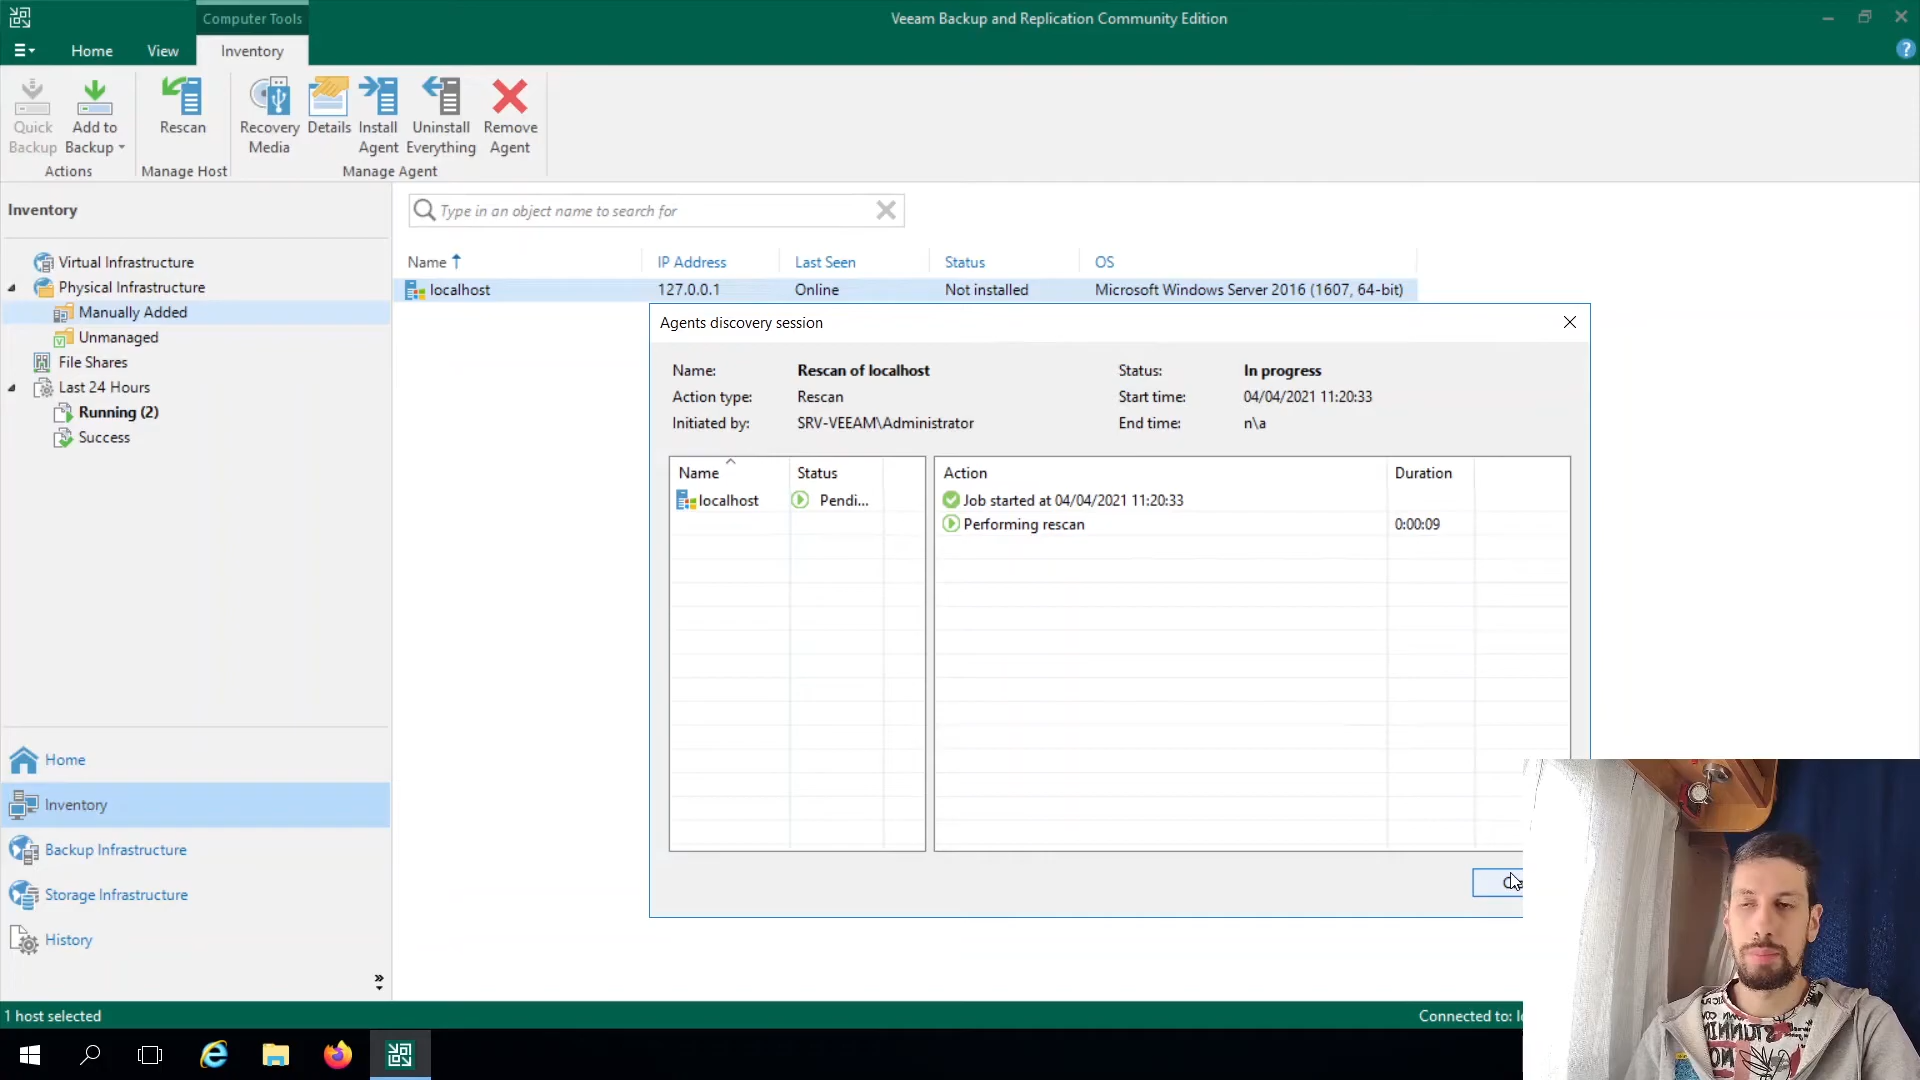 Computer Tools
Veeam Backup and Replication Community Edition
Home
View
Inventory
Quick Backup
Add to Backup
Rescan
Recovery Media
Details
Install Agent
Uninstall Everything
Remove Agent
Actions
Manage Host
Manage Agent
Inventory
Type in an object name to search for
Virtual Infrastructure
Physical Infrastructure
Manually Added
Unmanaged
File Shares
Last 24 Hours
Running (2)
Success
Name IP Address Last Seen Status OS
localhost 127.0.0.1 Online Not installed Microsoft Windows Server 2016 (1607, 64-bit)
Agents discovery session
Name: Rescan of localhost Status: In progress
Action type: Rescan Start time: 04/04/2021 11:20:33
Initiated by: SRV-VEEAM\Administrator End time: n\a
Name Status
localhost Pendi...
Action Duration
Job started at 04/04/2021 11:20:33
Performing rescan 0:00:09
Home
Inventory
Backup Infrastructure
Storage Infrastructure
History
1 host selected
Connected to: